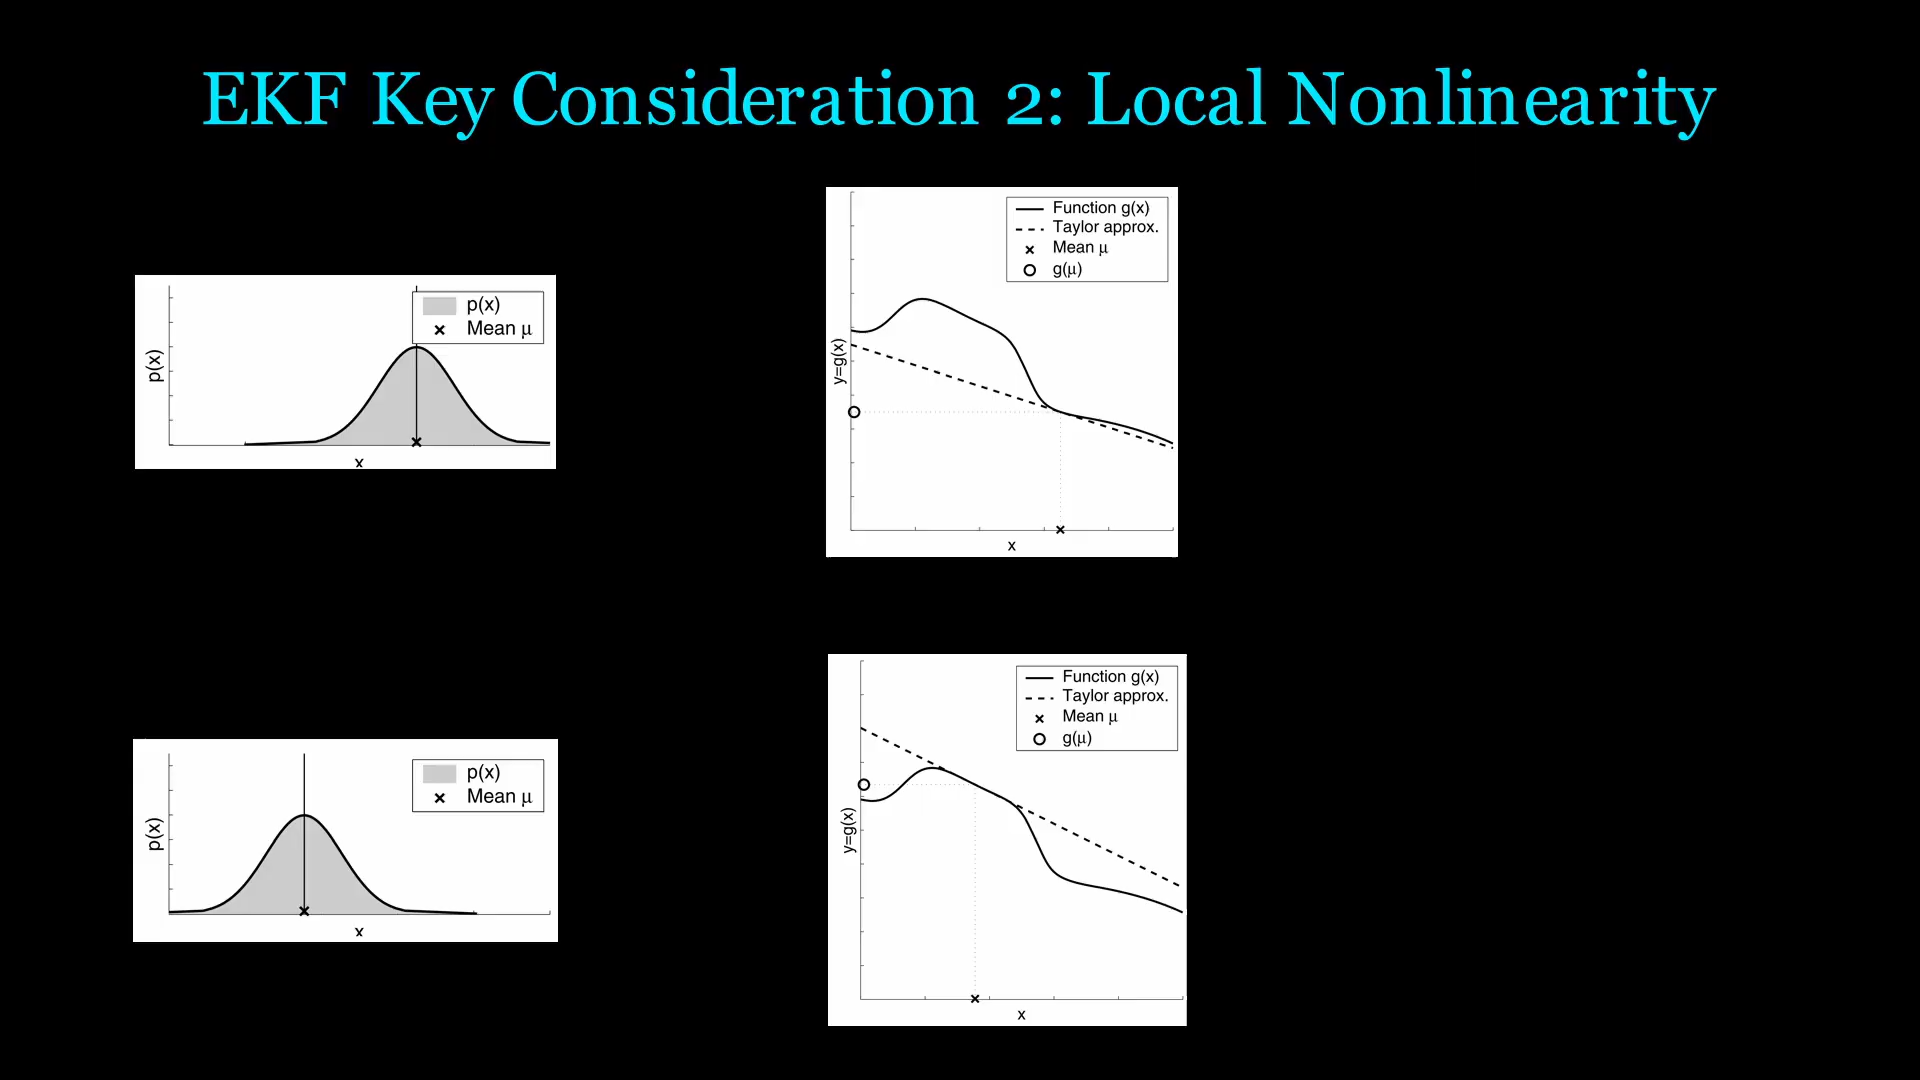 EKF Key Consideration 2: Local Nonlinearity
p(x)
Mean μ
p(x)
x
Function g(x)
Taylor approx.
Mean μ
g(μ)
y=g(x)
x
p(x)
Mean μ
p(x)
x
Function g(x)
Taylor approx.
Mean μ
g(μ)
y=g(x)
x